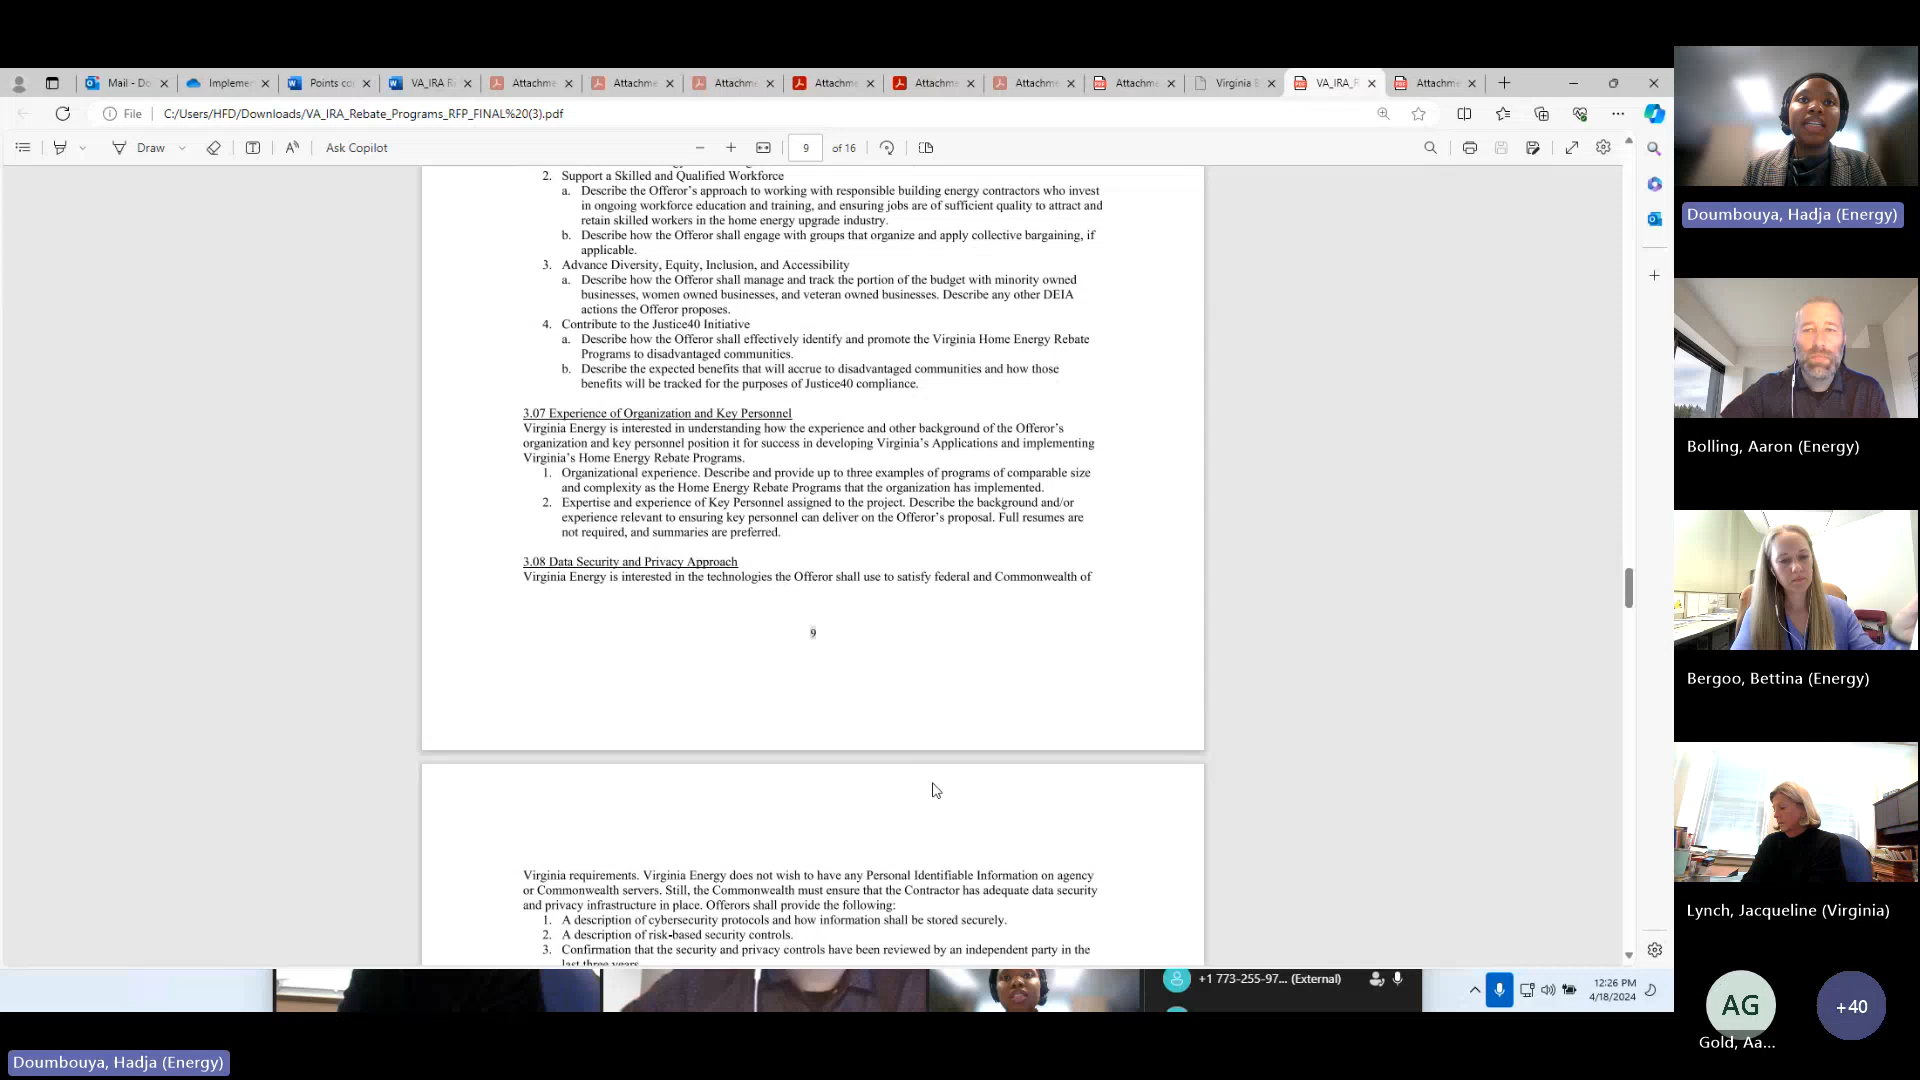 Mail - Do
Impleme
Points co
VA_IRA R
Attachme
Attachme
Attachme
Attachme
Attachme
Attachme
Attachme
Virginia E
VA_IRA_F
Attachme
File
C:/Users/HFD/Downloads/VA_IRA_Rebate_Programs_RFP_FINAL%20(3).pdf
Draw
Ask Copilot
9
of 16
2. Support a Skilled and Qualified Workforce
a. Describe the Offeror's approach to working with responsible building energy contractors who invest
in ongoing workforce education and training, and ensuring jobs are of sufficient quality to attract and
retain skilled workers in the home energy upgrade industry.
b. Describe how the Offeror shall engage with groups that organize and apply collective bargaining, if
applicable.
3. Advance Diversity, Equity, Inclusion, and Accessibility
a. Describe how the Offeror shall manage and track the portion of the budget with minority owned
businesses, women owned businesses, and veteran owned businesses. Describe any other DEIA
actions the Offeror proposes.
4. Contribute to the Justice40 Initiative
a. Describe how the Offeror shall effectively identify and promote the Virginia Home Energy Rebate
Programs to disadvantaged communities.
b. Describe the expected benefits that will accrue to disadvantaged communities and how those
benefits will be tracked for the purposes of Justice40 compliance.
3.07 Experience of Organization and Key Personnel
Virginia Energy is interested in understanding how the experience and other background of the Offeror's
organization and key personnel position it for success in developing Virginia's Applications and implementing
Virginia's Home Energy Rebate Programs.
1. Organizational experience. Describe and provide up to three examples of programs of comparable size
and complexity as the Home Energy Rebate Programs that the organization has implemented.
2. Expertise and experience of Key Personnel assigned to the project. Describe the background and/or
experience relevant to ensuring key personnel can deliver on the Offeror's proposal. Full resumes are
not required, and summaries are preferred.
3.08 Data Security and Privacy Approach
Virginia Energy is interested in the technologies the Offeror shall use to satisfy federal and Commonwealth of
9
Virginia requirements. Virginia Energy does not wish to have any Personal Identifiable Information on agency
or Commonwealth servers. Still, the Commonwealth must ensure that the Contractor has adequate data security
and privacy infrastructure in place. Offerors shall provide the following:
1. A description of cybersecurity protocols and how information shall be stored securely.
2. A description of risk-based security controls.
3. Confirmation that the security and privacy controls have been reviewed by an independent party in the
last three years.
+1 773-255-97... (External)
12:26 PM
4/18/2024
Doumbouya, Hadja (Energy)
Bolling, Aaron (Energy)
Bergoo, Bettina (Energy)
Lynch, Jacqueline (Virginia)
AG
+40
Gold, Aa...
Doumbouya, Hadja (Energy)